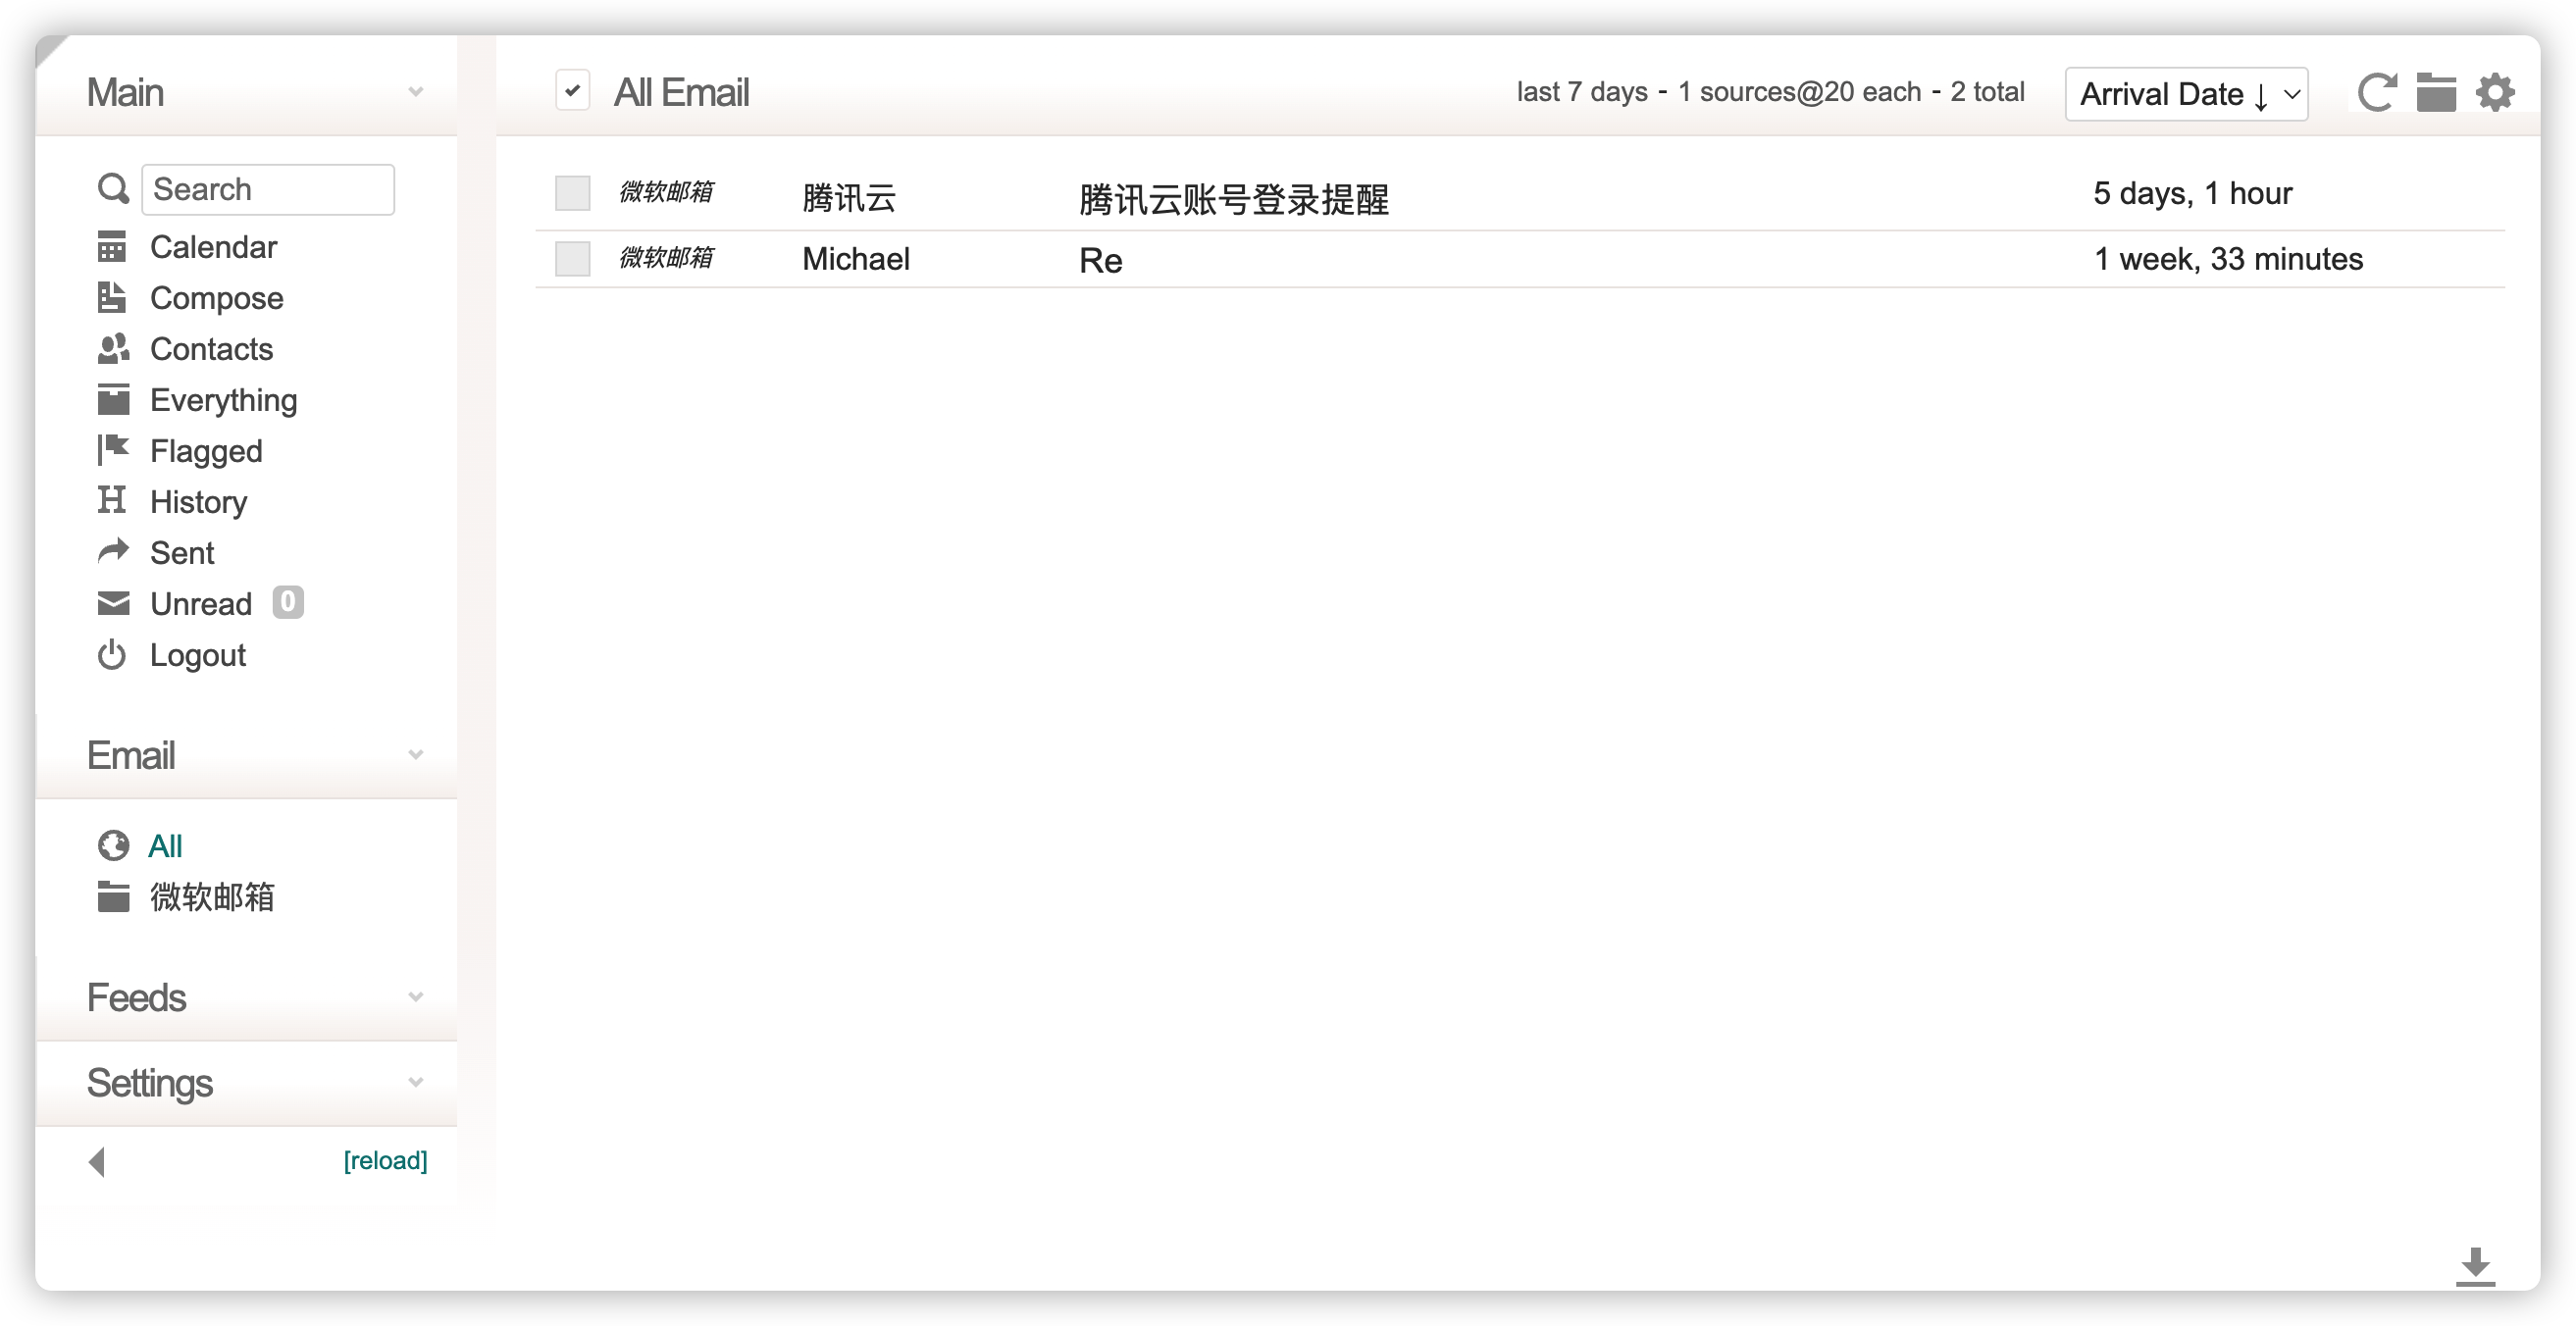 Main
Search
Calendar
Compose
Contacts
Everything
Flagged
History
Sent
Unread 0
Logout
Email
All
微软邮箱
Feeds
Settings
[reload]
All Email
last 7 days - 1 sources@20 each - 2 total
Arrival Date ↓
微软邮箱 腾讯云 腾讯云账号登录提醒 5 days, 1 hour
微软邮箱 Michael Re 1 week, 33 minutes